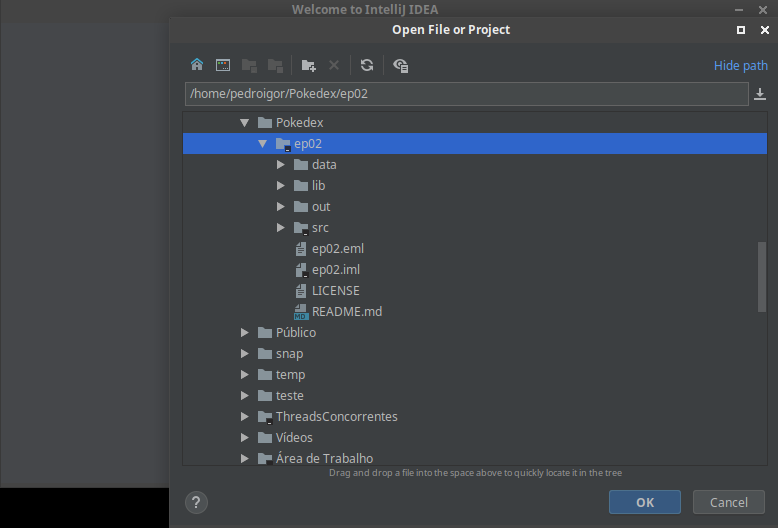 Welcome to IntelliJ IDEA
Open File or Project
Hide path
/home/pedroigor/Pokedex/ep02
Pokedex
ep02
data
lib
out
src
ep02.eml
ep02.iml
LICENSE
MD README.md
Público
snap
temp
teste
ThreadsConcorrentes
Vídeos
Área de Trabalho
Drag and drop a file into the space above to quickly locate it in the tree
? OK Cancel